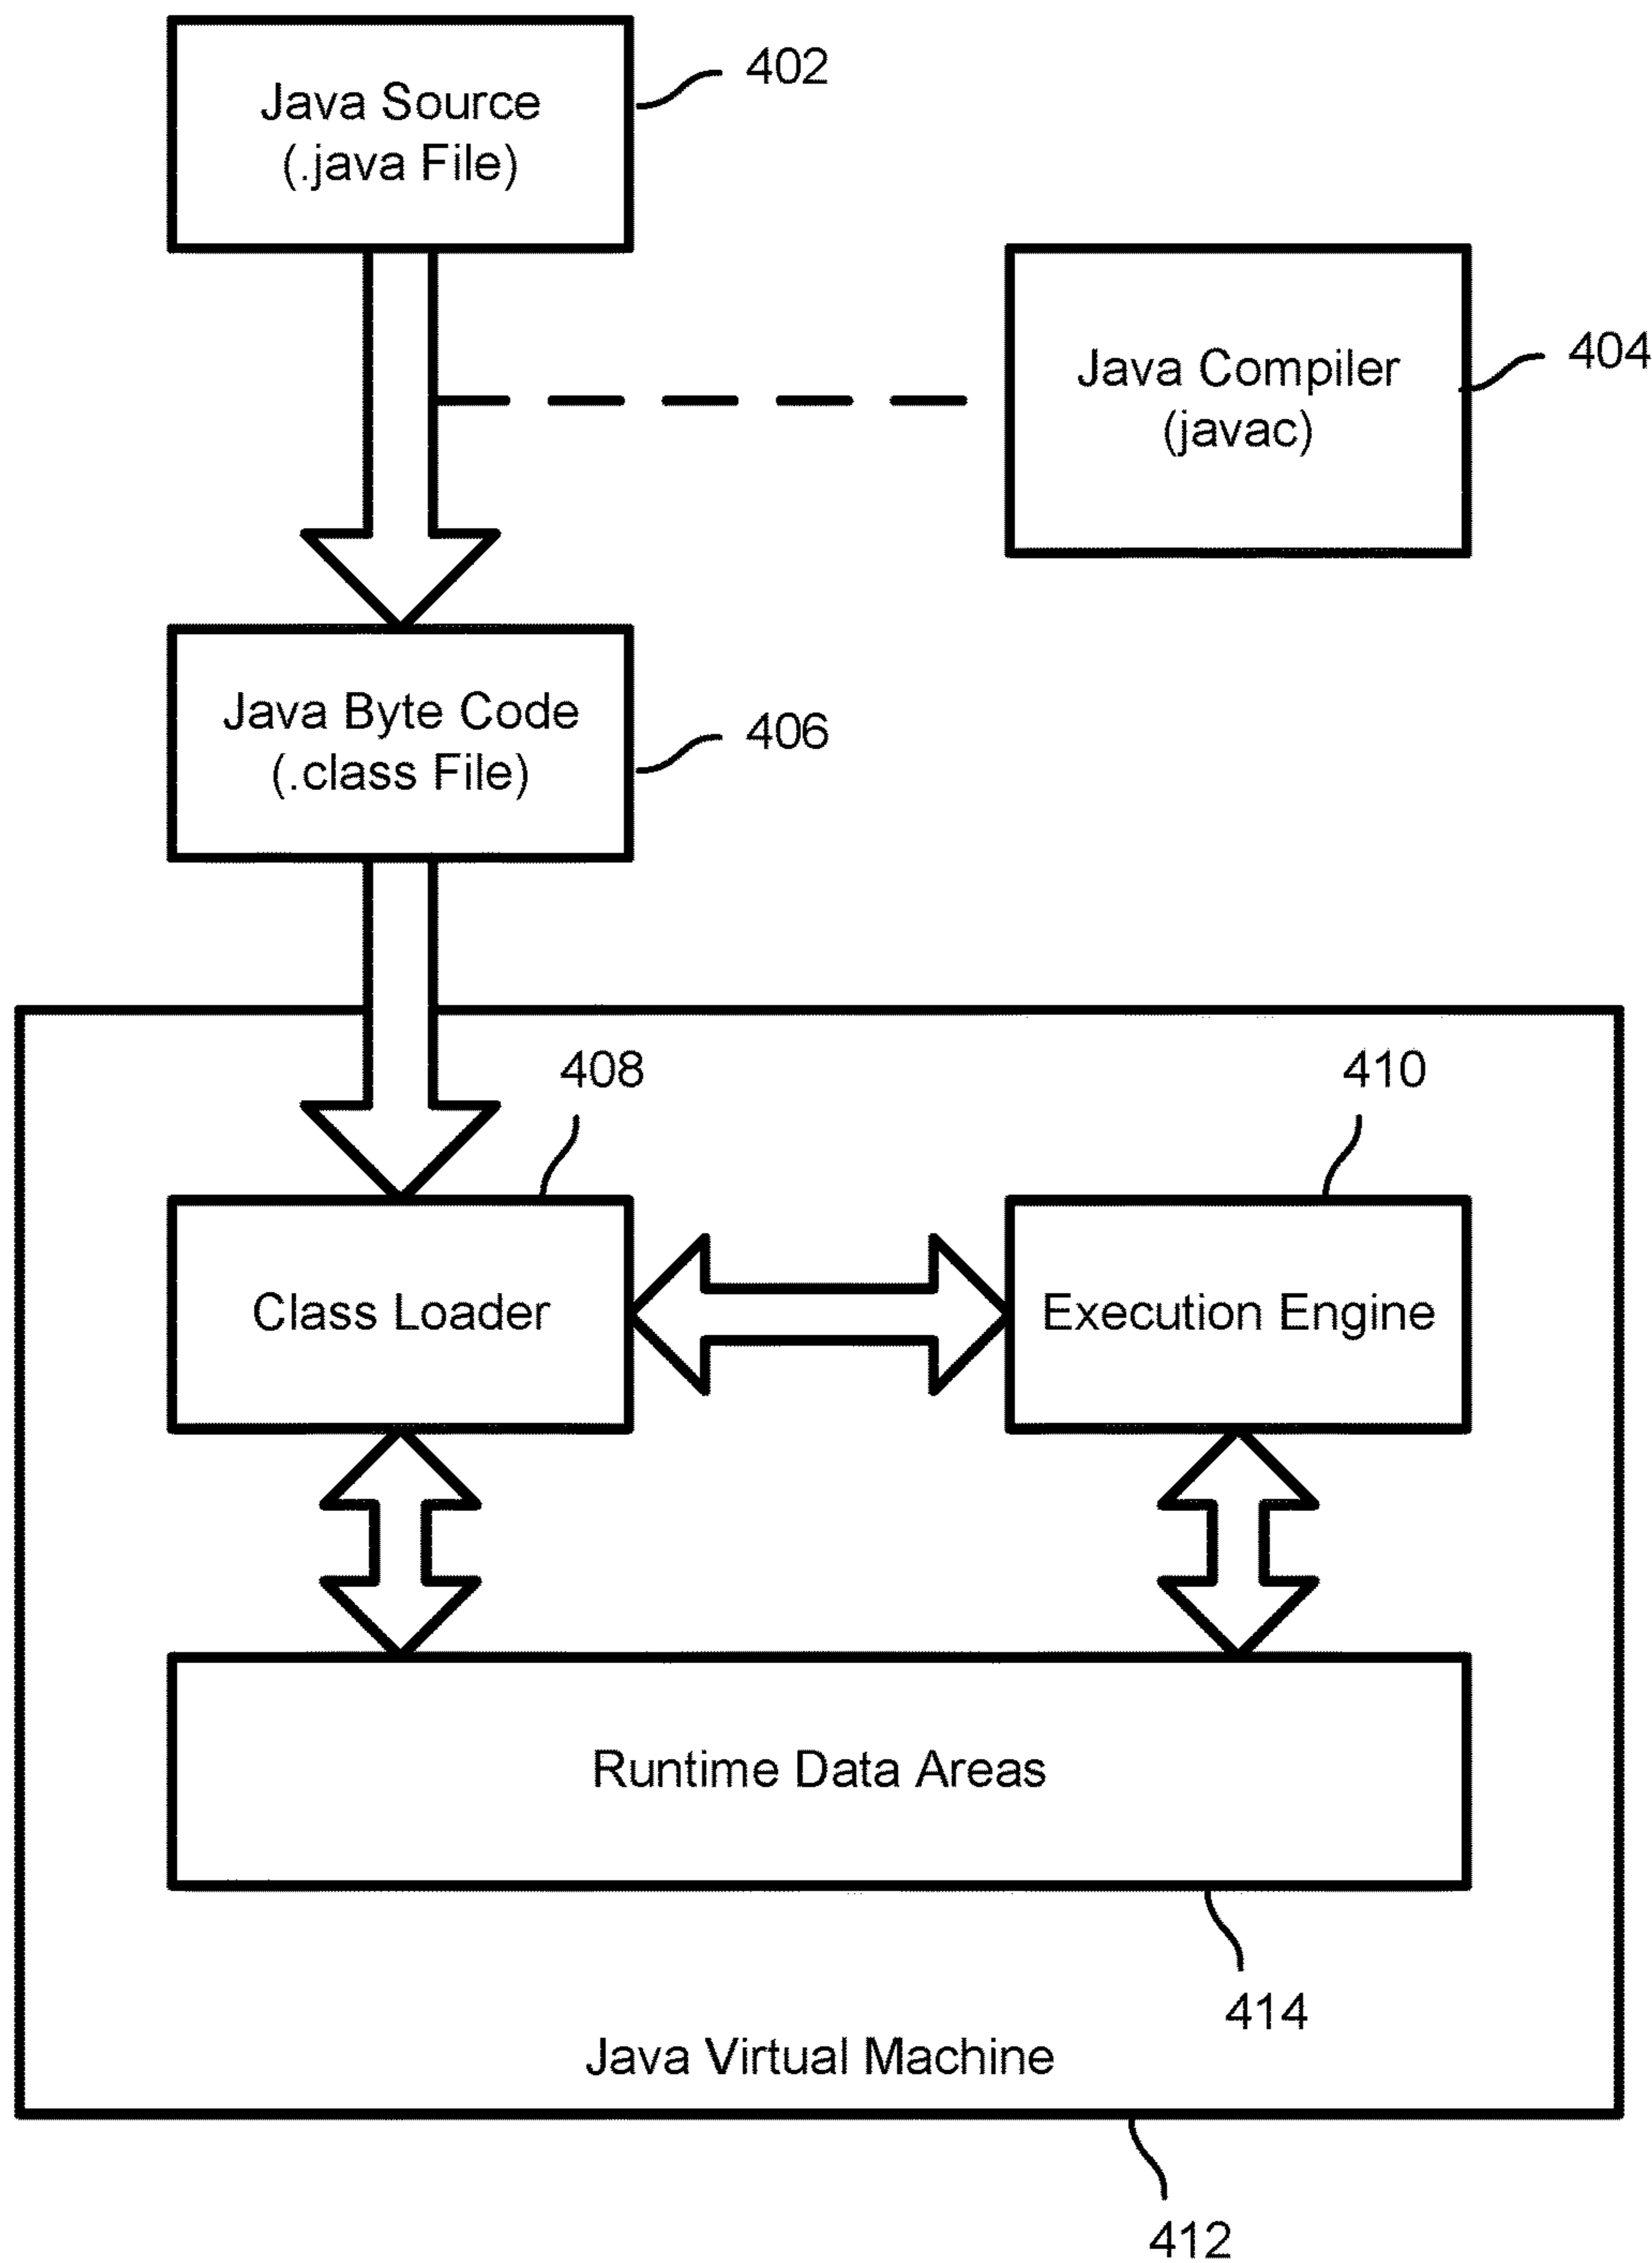 Java Source
(.java File)
402
Java Compiler
(javac)
404
Java Byte Code
(.class File)
406
408
410
Class Loader
Execution Engine
Runtime Data Areas
414
Java Virtual Machine
412